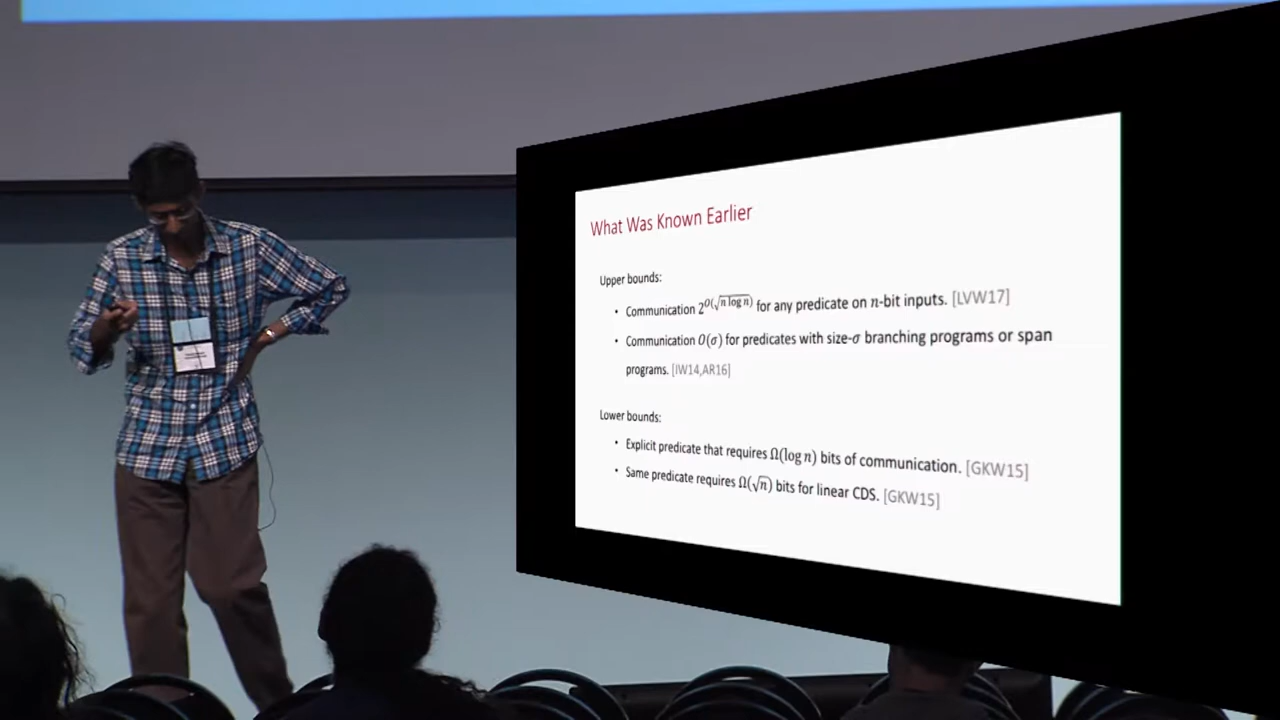 What Was Known Earlier
Upper bounds:
• Communication 2^{O(√(n log n))} for any predicate on n-bit inputs. [LVW17]
• Communication O(σ) for predicates with size-σ branching programs or span
programs. [IW14,AR16]
Lower bounds:
• Explicit predicate that requires Ω(log n) bits of communication. [GKW15]
• Same predicate requires Ω(√n) bits for linear CDS. [GKW15]